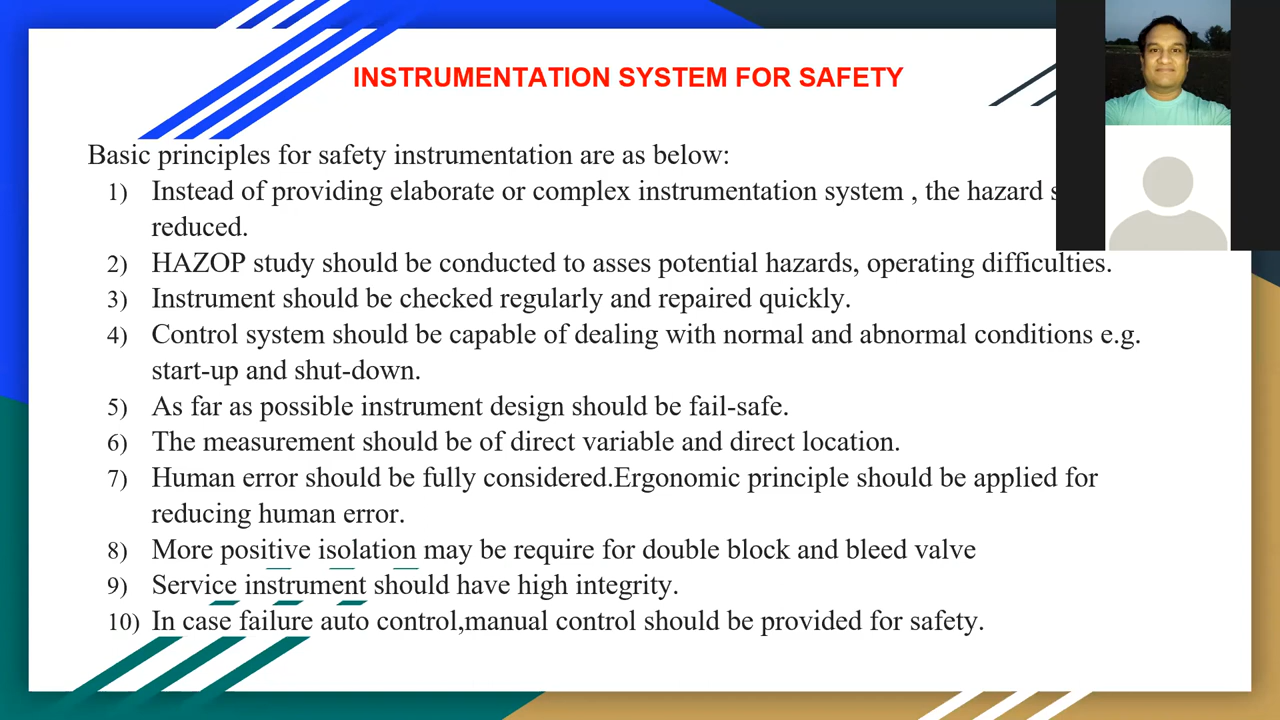 INSTRUMENTATION SYSTEM FOR SAFETY
Basic principles for safety instrumentation are as below:
1) Instead of providing elaborate or complex instrumentation system , the hazard
reduced.
2) HAZOP study should be conducted to asses potential hazards, operating difficulties.
3) Instrument should be checked regularly and repaired quickly.
4) Control system should be capable of dealing with normal and abnormal conditions e.g.
start-up and shut-down.
5) As far as possible instrument design should be fail-safe.
6) The measurement should be of direct variable and direct location.
7) Human error should be fully considered.Ergonomic principle should be applied for
reducing human error.
8) More positive isolation may be require for double block and bleed valve
9) Service instrument should have high integrity.
10) In case failure auto control,manual control should be provided for safety.